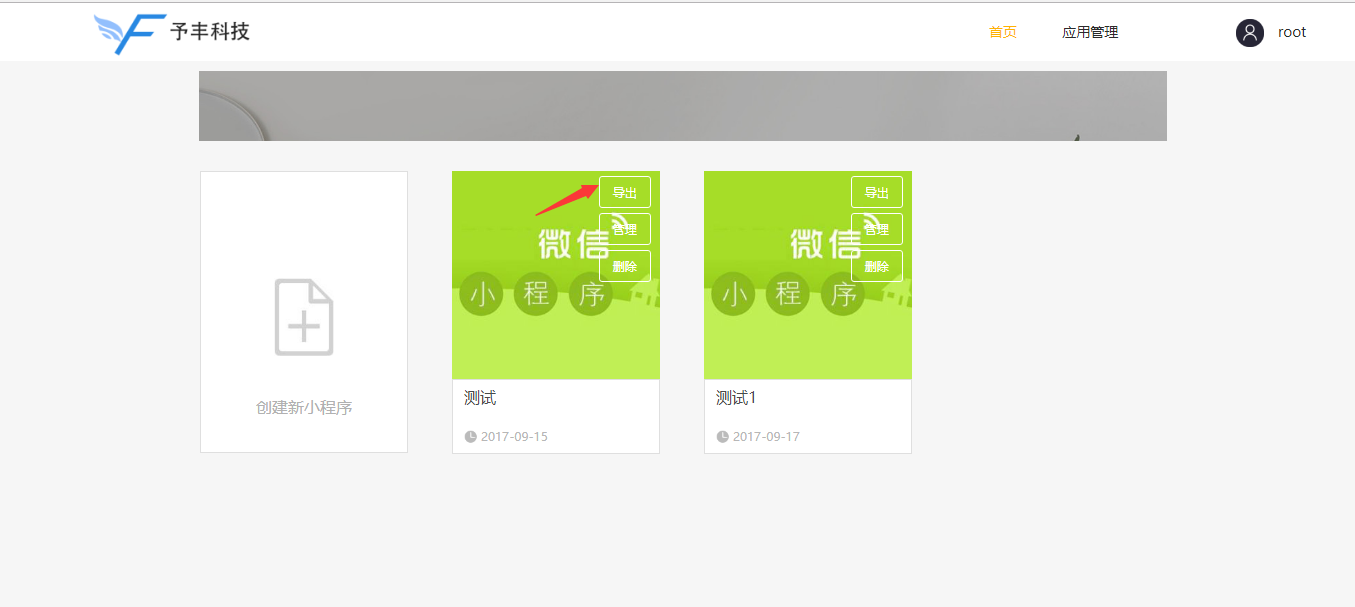 予丰科技
首页
应用管理
root
创建新小程序
导出
管理
删除
微信
小程序
测试
2017-09-15
导出
管理
删除
微信
小程序
测试1
2017-09-17